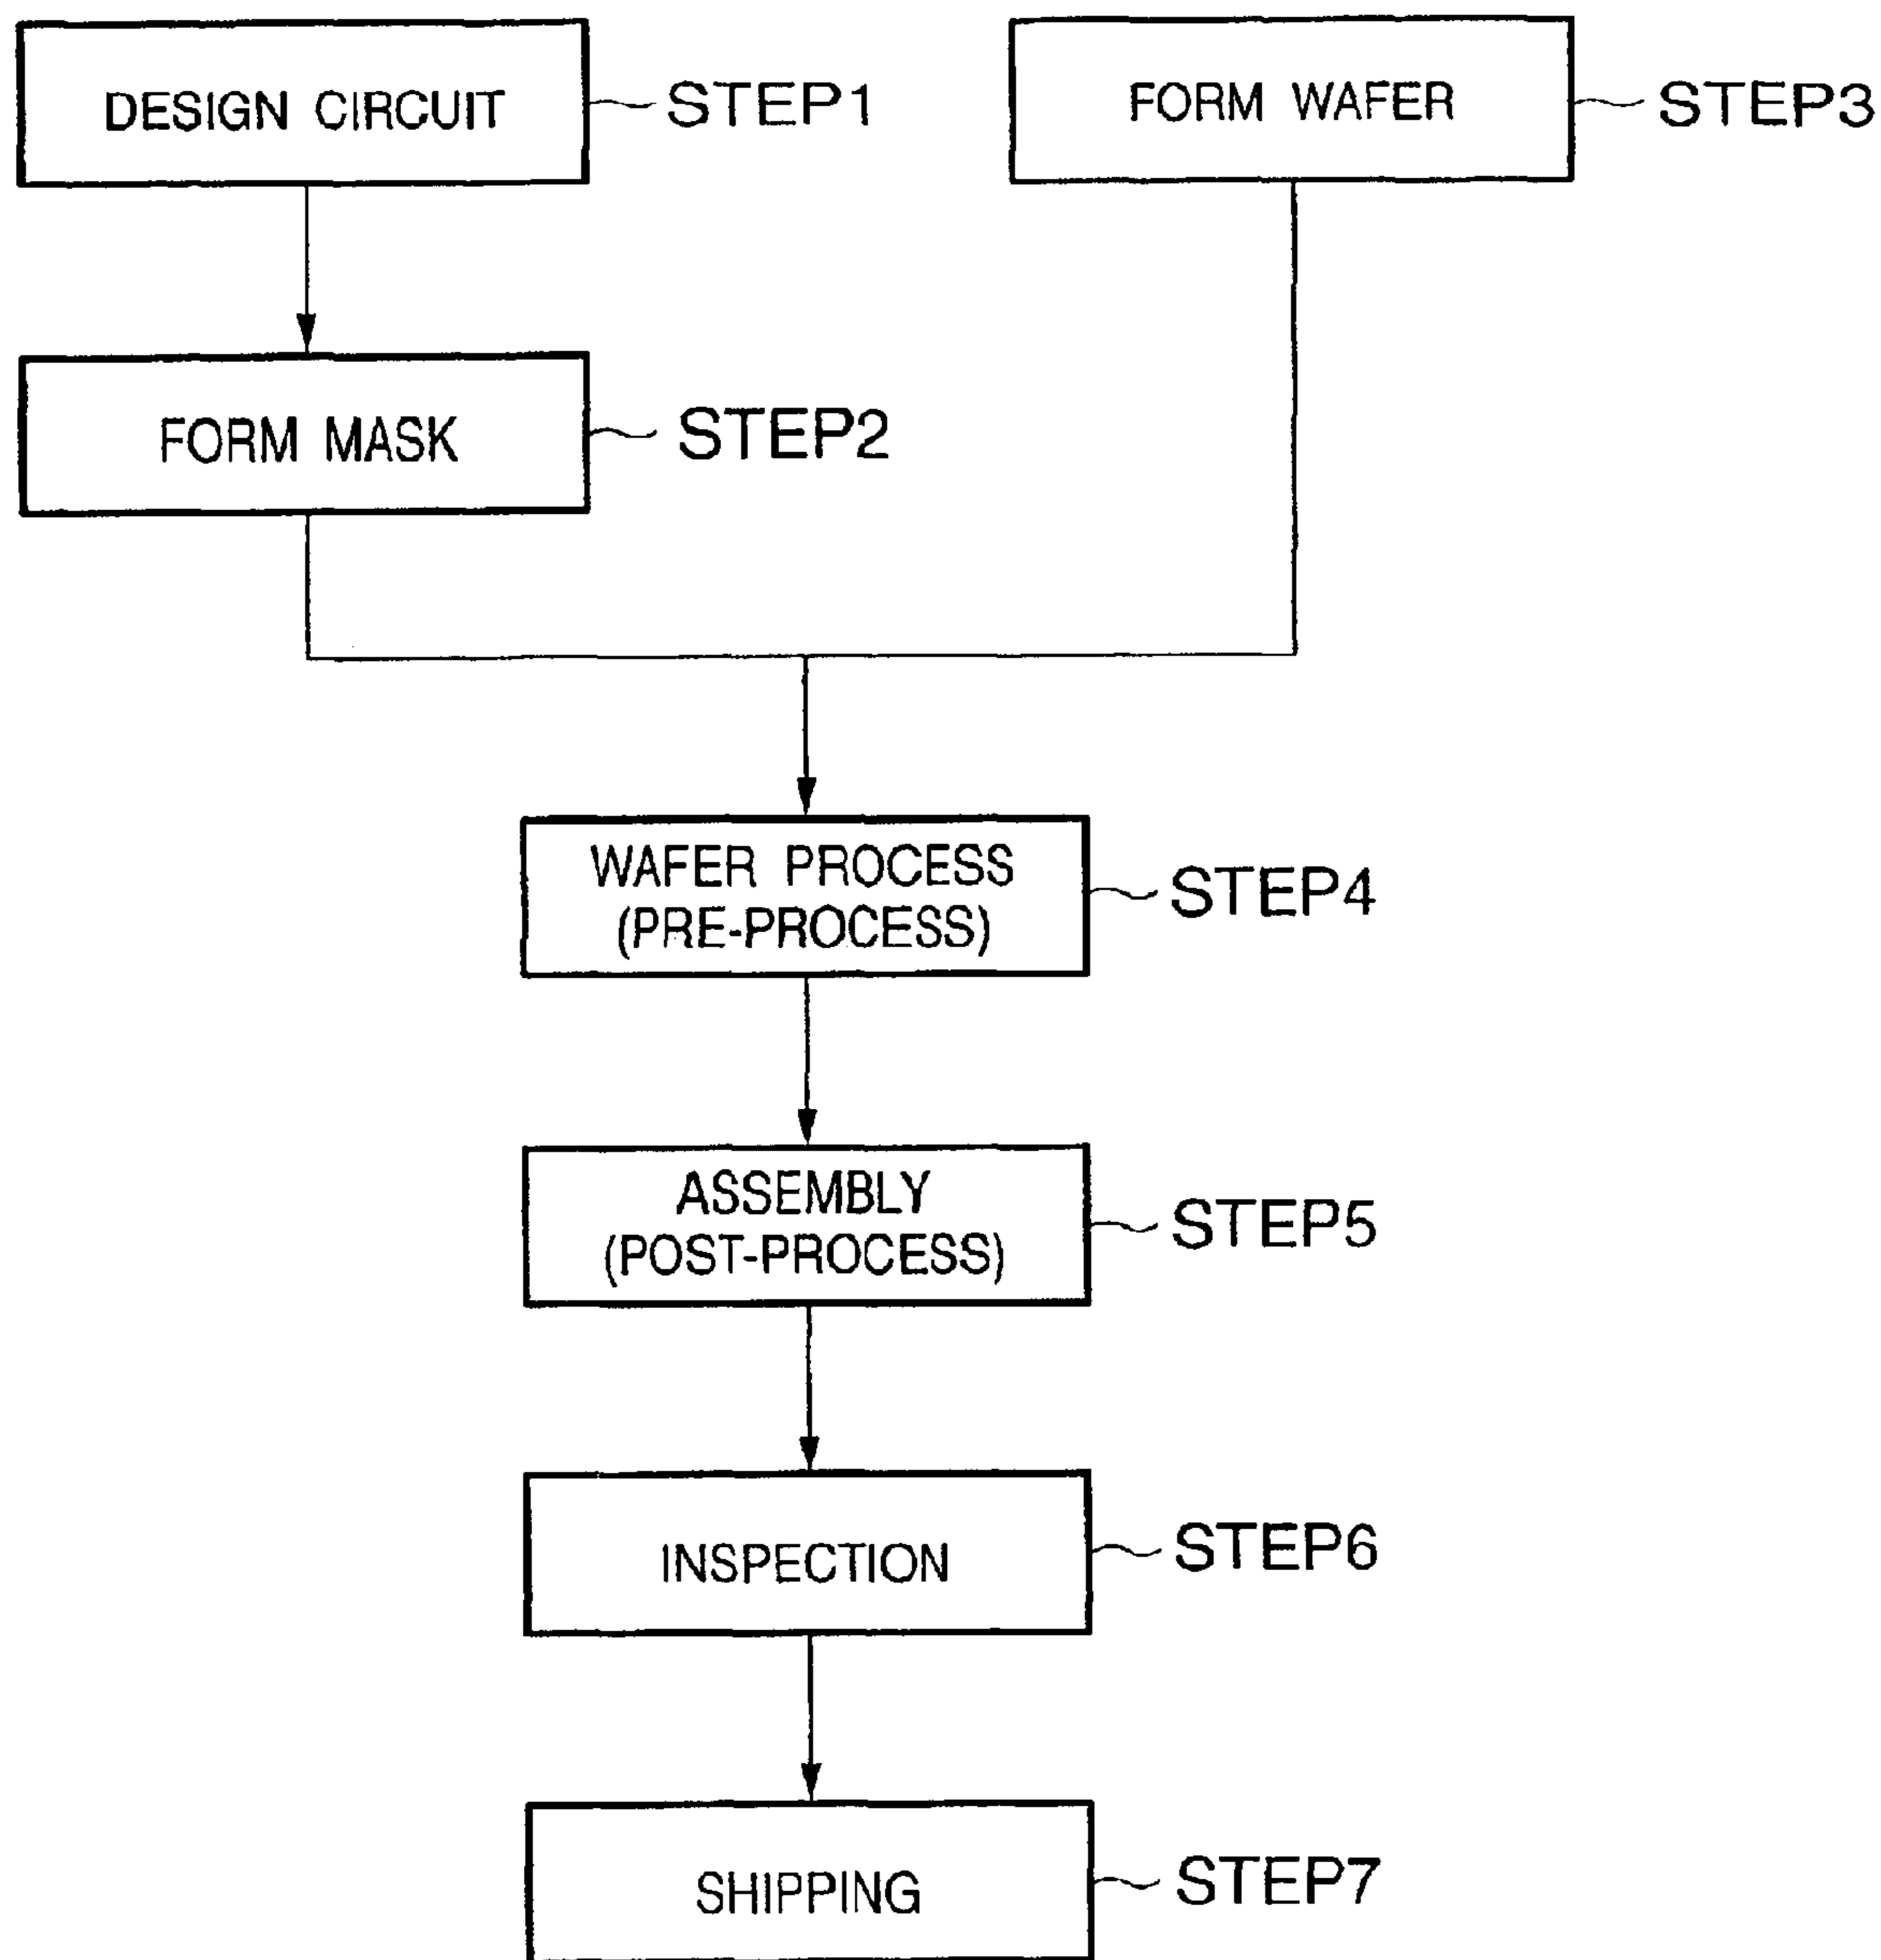 DESIGN CIRCUIT
STEP1
FORM WAFER
STEP3
FORM MASK
STEP2
WAFER PROCESS
(PRE-PROCESS)
STEP4
ASSEMBLY
(POST-PROCESS)
STEP5
INSPECTION
STEP6
SHIPPING
STEP7